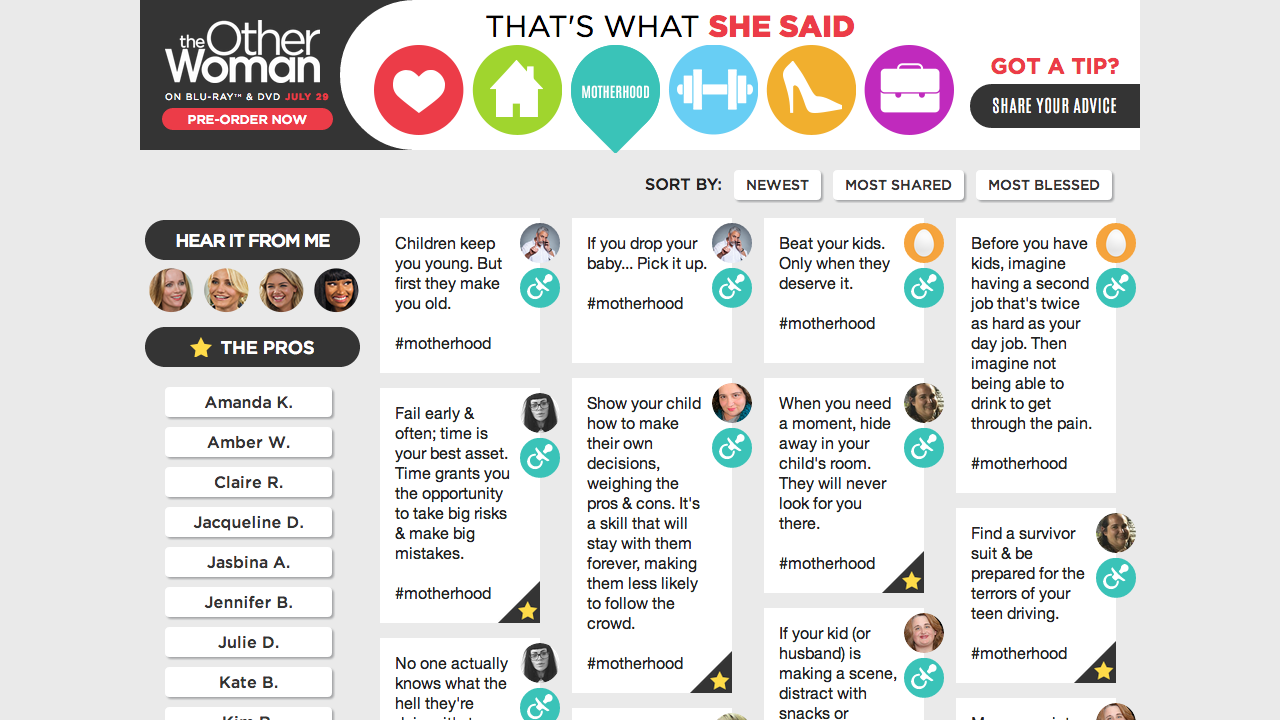 the Other
Woman
ON BLU-RAY™ & DVD JULY 29
PRE-ORDER NOW
THAT'S WHAT SHE SAID
MOTHERHOOD
GOT A TIP?
SHARE YOUR ADVICE
SORT BY:
NEWEST
MOST SHARED
MOST BLESSED
HEAR IT FROM ME
THE PROS
Amanda K.
Amber W.
Claire R.
Jacqueline D.
Jasbina A.
Jennifer B.
Julie D.
Kate B.
Children keep
you young. But
first they make
you old.
#motherhood
Fail early &
often; time is
your best asset.
Time grants you
the opportunity
to take big risks
& make big
mistakes.
#motherhood
No one actually
knows what the
hell they're
If you drop your
baby... Pick it up.
#motherhood
Show your child
how to make
their own
decisions,
weighing the
pros & cons. It's
a skill that will
stay with them
forever, making
them less likely
to follow the
crowd.
#motherhood
Beat your kids.
Only when they
deserve it.
#motherhood
When you need
a moment, hide
away in your
child's room.
They will never
look for you
there.
#motherhood
If your kid (or
husband) is
making a scene,
distract with
snacks or
Before you have
kids, imagine
having a second
job that's twice
as hard as your
day job. Then
imagine not
being able to
drink to get
through the pain.
#motherhood
Find a survivor
suit & be
prepared for the
terrors of your
teen driving.
#motherhood